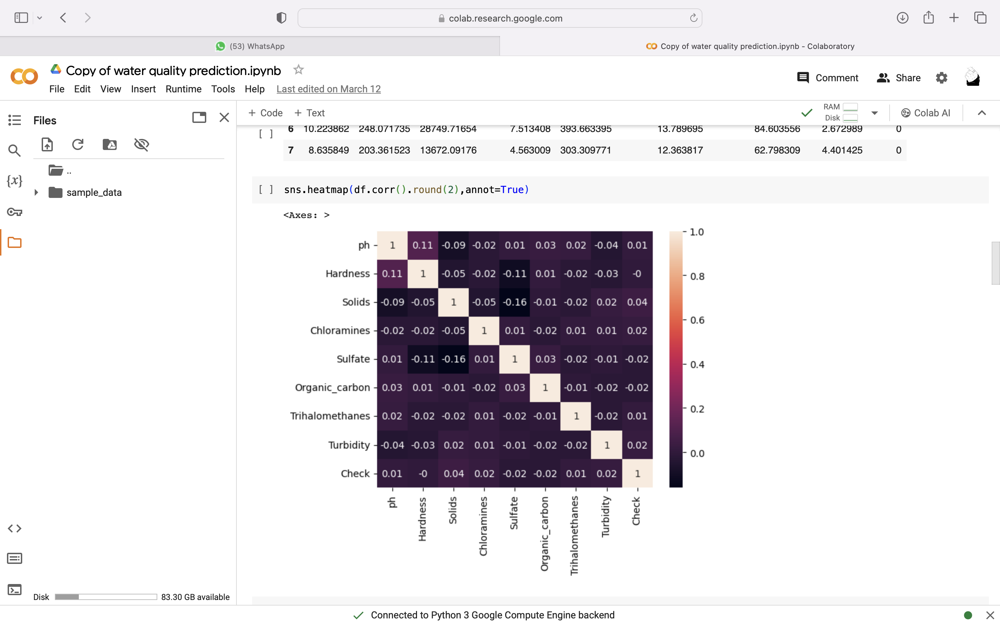 colab.research.google.com
(53) WhatsApp
Copy of water quality prediction.ipynb - Colaboratory
Copy of water quality prediction.ipynb
Comment
Share
File Edit View Insert Runtime Tools Help Last edited on March 12
Files
+ Code + Text
RAM
Disk
Colab AI
..
sample_data
{x}
[ ]
6 10.223862 248.071735 28749.71654 7.513408 393.663395 13.789695 84.603556 2.672989 0
7 8.635849 203.361523 13672.09176 4.563009 303.309771 12.363817 62.798309 4.401425 0
[ ] sns.heatmap(df.corr().round(2),annot=True)
<Axes: >
ph 1 0.11 -0.09 -0.02 0.01 0.03 0.02 -0.04 0.01
Hardness 0.11 1 -0.05 -0.02 -0.11 0.01 -0.02 -0.03 -0
Solids -0.09 -0.05 1 -0.05 -0.16 -0.01 -0.02 0.02 0.04
Chloramines -0.02 -0.02 -0.05 1 0.01 -0.02 0.01 0.01 0.02
Sulfate 0.01 -0.11 -0.16 0.01 1 0.03 -0.02 -0.01 -0.02
Organic_carbon 0.03 0.01 -0.01 -0.02 0.03 1 -0.01 -0.02 -0.02
Trihalomethanes 0.02 -0.02 -0.02 0.01 -0.02 -0.01 1 -0.02 0.01
Turbidity -0.04 -0.03 0.02 0.01 -0.01 -0.02 -0.02 1 0.02
Check 0.01 -0 0.04 0.02 -0.02 -0.02 0.01 0.02 1
ph Hardness Solids Chloramines Sulfate Organic_carbon Trihalomethanes Turbidity Check
1.0
0.8
0.6
0.4
0.2
0.0
Disk 83.30 GB available
Connected to Python 3 Google Compute Engine backend